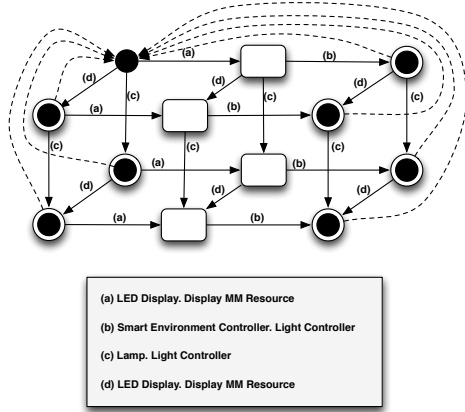 (a)
(b)
(d)
(d)
(d)
(c)
(c)
(c)
(a)
(b)
(c)
(c)
(c)
(a)
(b)
(d)
(d)
(d)
(a)
(b)
(a) LED Display. Display MM Resource
(b) Smart Environment Controller. Light Controller
(c) Lamp. Light Controller
(d) LED Display. Display MM Resource